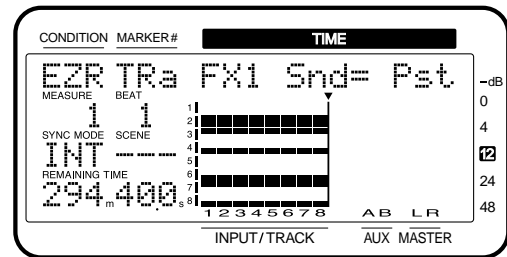 CONDITION MARKER# TIME
EZR TRa FX1 Snd= Pst
MEASURE BEAT
1 1
SYNC MODE SCENE
INT ---
REMAINING TIME
294m400s
1
2
3
4
5
6
7
8
1 2 3 4 5 6 7 8 A B L R
INPUT/TRACK AUX MASTER
-dB
0
4
12
24
48